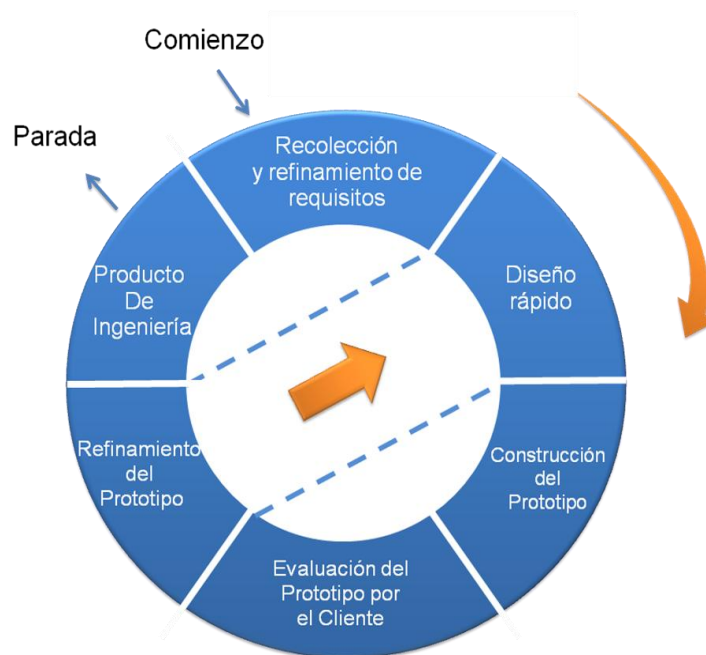 Comienzo
Parada
Recolección
y refinamiento de
requisitos
Diseño
rápido
Construcción
del
Prototipo
Evaluación del
Prototipo por
el Cliente
Refinamiento
del
Prototipo
Producto
De
Ingeniería